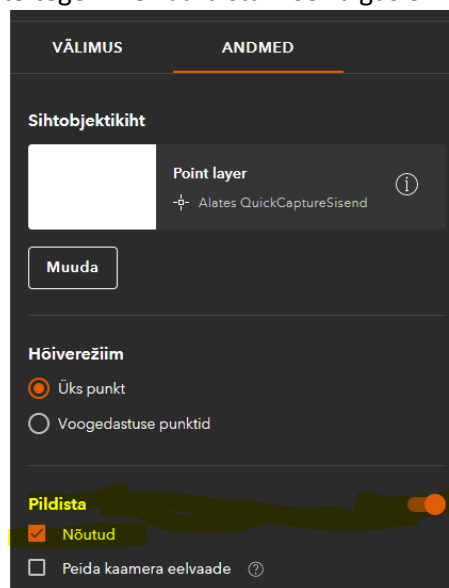 VÄLIMUS ANDMED
Sihtobjektikiht
Point layer
Alates QuickCaptureSisend
Muuda
Hõiverežiim
Üks punkt
Voogedastuse punktid
Pildista
Nõutud
Peida kaamera eelvaade